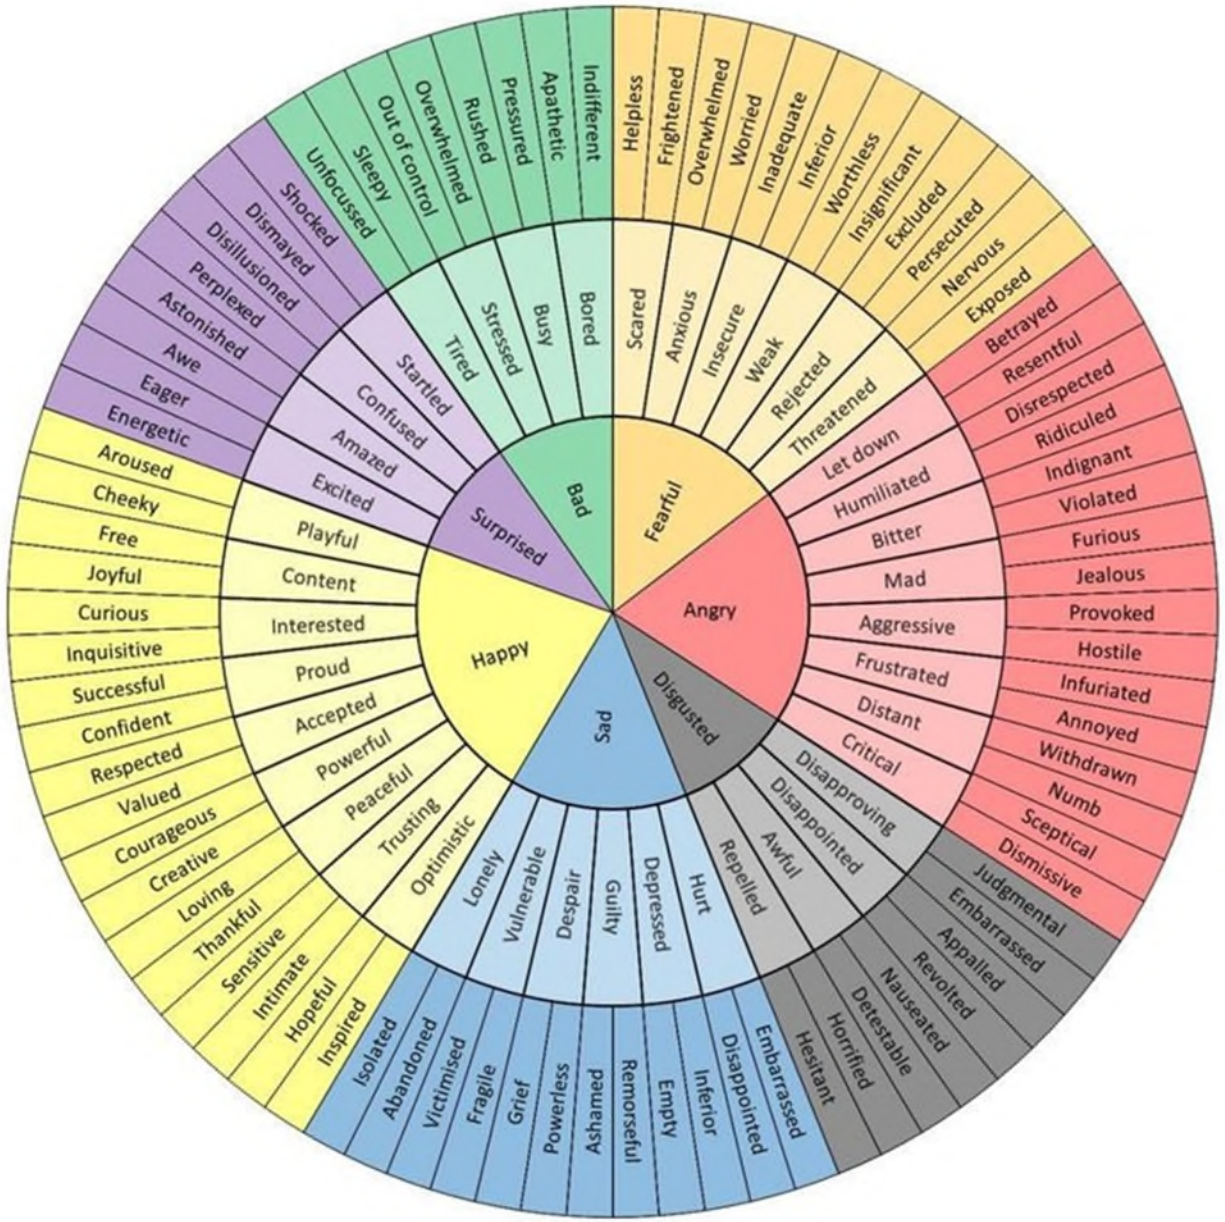 Fearful
Angry
Disgusted
Sad
Happy
Surprised
Bad
Scared
Anxious
Insecure
Weak
Rejected
Threatened
Let down
Humiliated
Bitter
Mad
Aggressive
Frustrated
Distant
Critical
Disapproving
Disappointed
Awful
Repelled
Hurt
Depressed
Guilty
Despair
Vulnerable
Lonely
Optimistic
Trusting
Peaceful
Powerful
Accepted
Proud
Interested
Content
Playful
Excited
Amazed
Confused
Startled
Tired
Stressed
Busy
Bored
Helpless
Frightened
Overwhelmed
Worried
Inadequate
Inferior
Worthless
Insignificant
Excluded
Persecuted
Nervous
Exposed
Betrayed
Resentful
Disrespected
Ridiculed
Indignant
Violated
Furious
Jealous
Provoked
Hostile
Infuriated
Annoyed
Withdrawn
Numb
Sceptical
Dismissive
Judgmental
Embarrassed
Appalled
Revolted
Nauseated
Detestable
Horrified
Hesitant
Embarrassed
Disappointed
Inferior
Empty
Remorseful
Ashamed
Powerless
Grief
Fragile
Victimised
Abandoned
Isolated
Inspired
Hopeful
Intimate
Sensitive
Thankful
Loving
Creative
Courageous
Valued
Respected
Confident
Successful
Inquisitive
Curious
Joyful
Free
Cheeky
Aroused
Energetic
Eager
Awe
Astonished
Perplexed
Disillusioned
Dismayed
Shocked
Unfocussed
Sleepy
Out of control
Overwhelmed
Rushed
Pressured
Apathetic
Indifferent